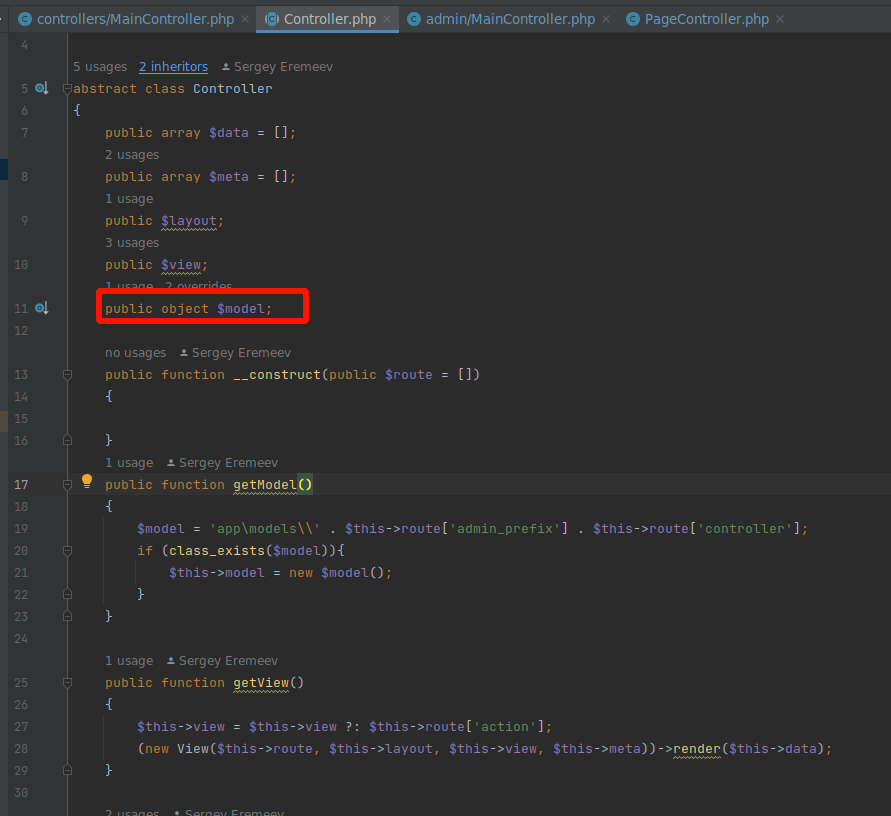 controllers/MainController.php × Controller.php × admin/MainController.php × PageController.php ×
4
5 usages 2 inheritors Sergey Eremeev
5 abstract class Controller
6 {
7 public array $data = [];
2 usages
8 public array $meta = [];
1 usage
9 public $layout;
3 usages
10 public $view;
1 usage 2 overrides
11 public object $model;
12
no usages Sergey Eremeev
13 public function __construct(public $route = [])
14 {
15
16 }
1 usage Sergey Eremeev
17 public function getModel()
18 {
19 $model = 'app\models\\' . $this->route['admin_prefix'] . $this->route['controller'];
20 if (class_exists($model)){
21 $this->model = new $model();
22 }
23 }
24
1 usage Sergey Eremeev
25 public function getView()
26 {
27 $this->view = $this->view ?: $this->route['action'];
28 (new View($this->route, $this->layout, $this->view, $this->meta))->render($this->data);
29 }
30
2 usages Sergey Eremeev